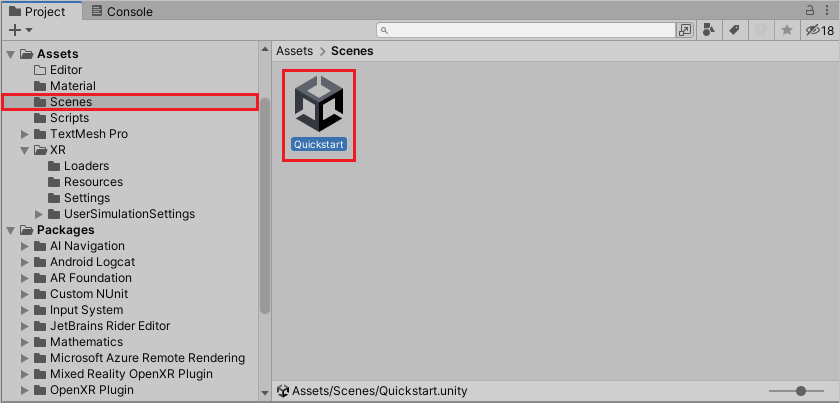 Project
Console
18
Assets
Editor
Material
Scenes
Scripts
TextMesh Pro
XR
Loaders
Resources
Settings
UserSimulationSettings
Packages
AI Navigation
Android Logcat
AR Foundation
Custom NUnit
Input System
JetBrains Rider Editor
Mathematics
Microsoft Azure Remote Rendering
Mixed Reality OpenXR Plugin
OpenXR Plugin
Assets > Scenes
Quickstart
Assets/Scenes/Quickstart.unity